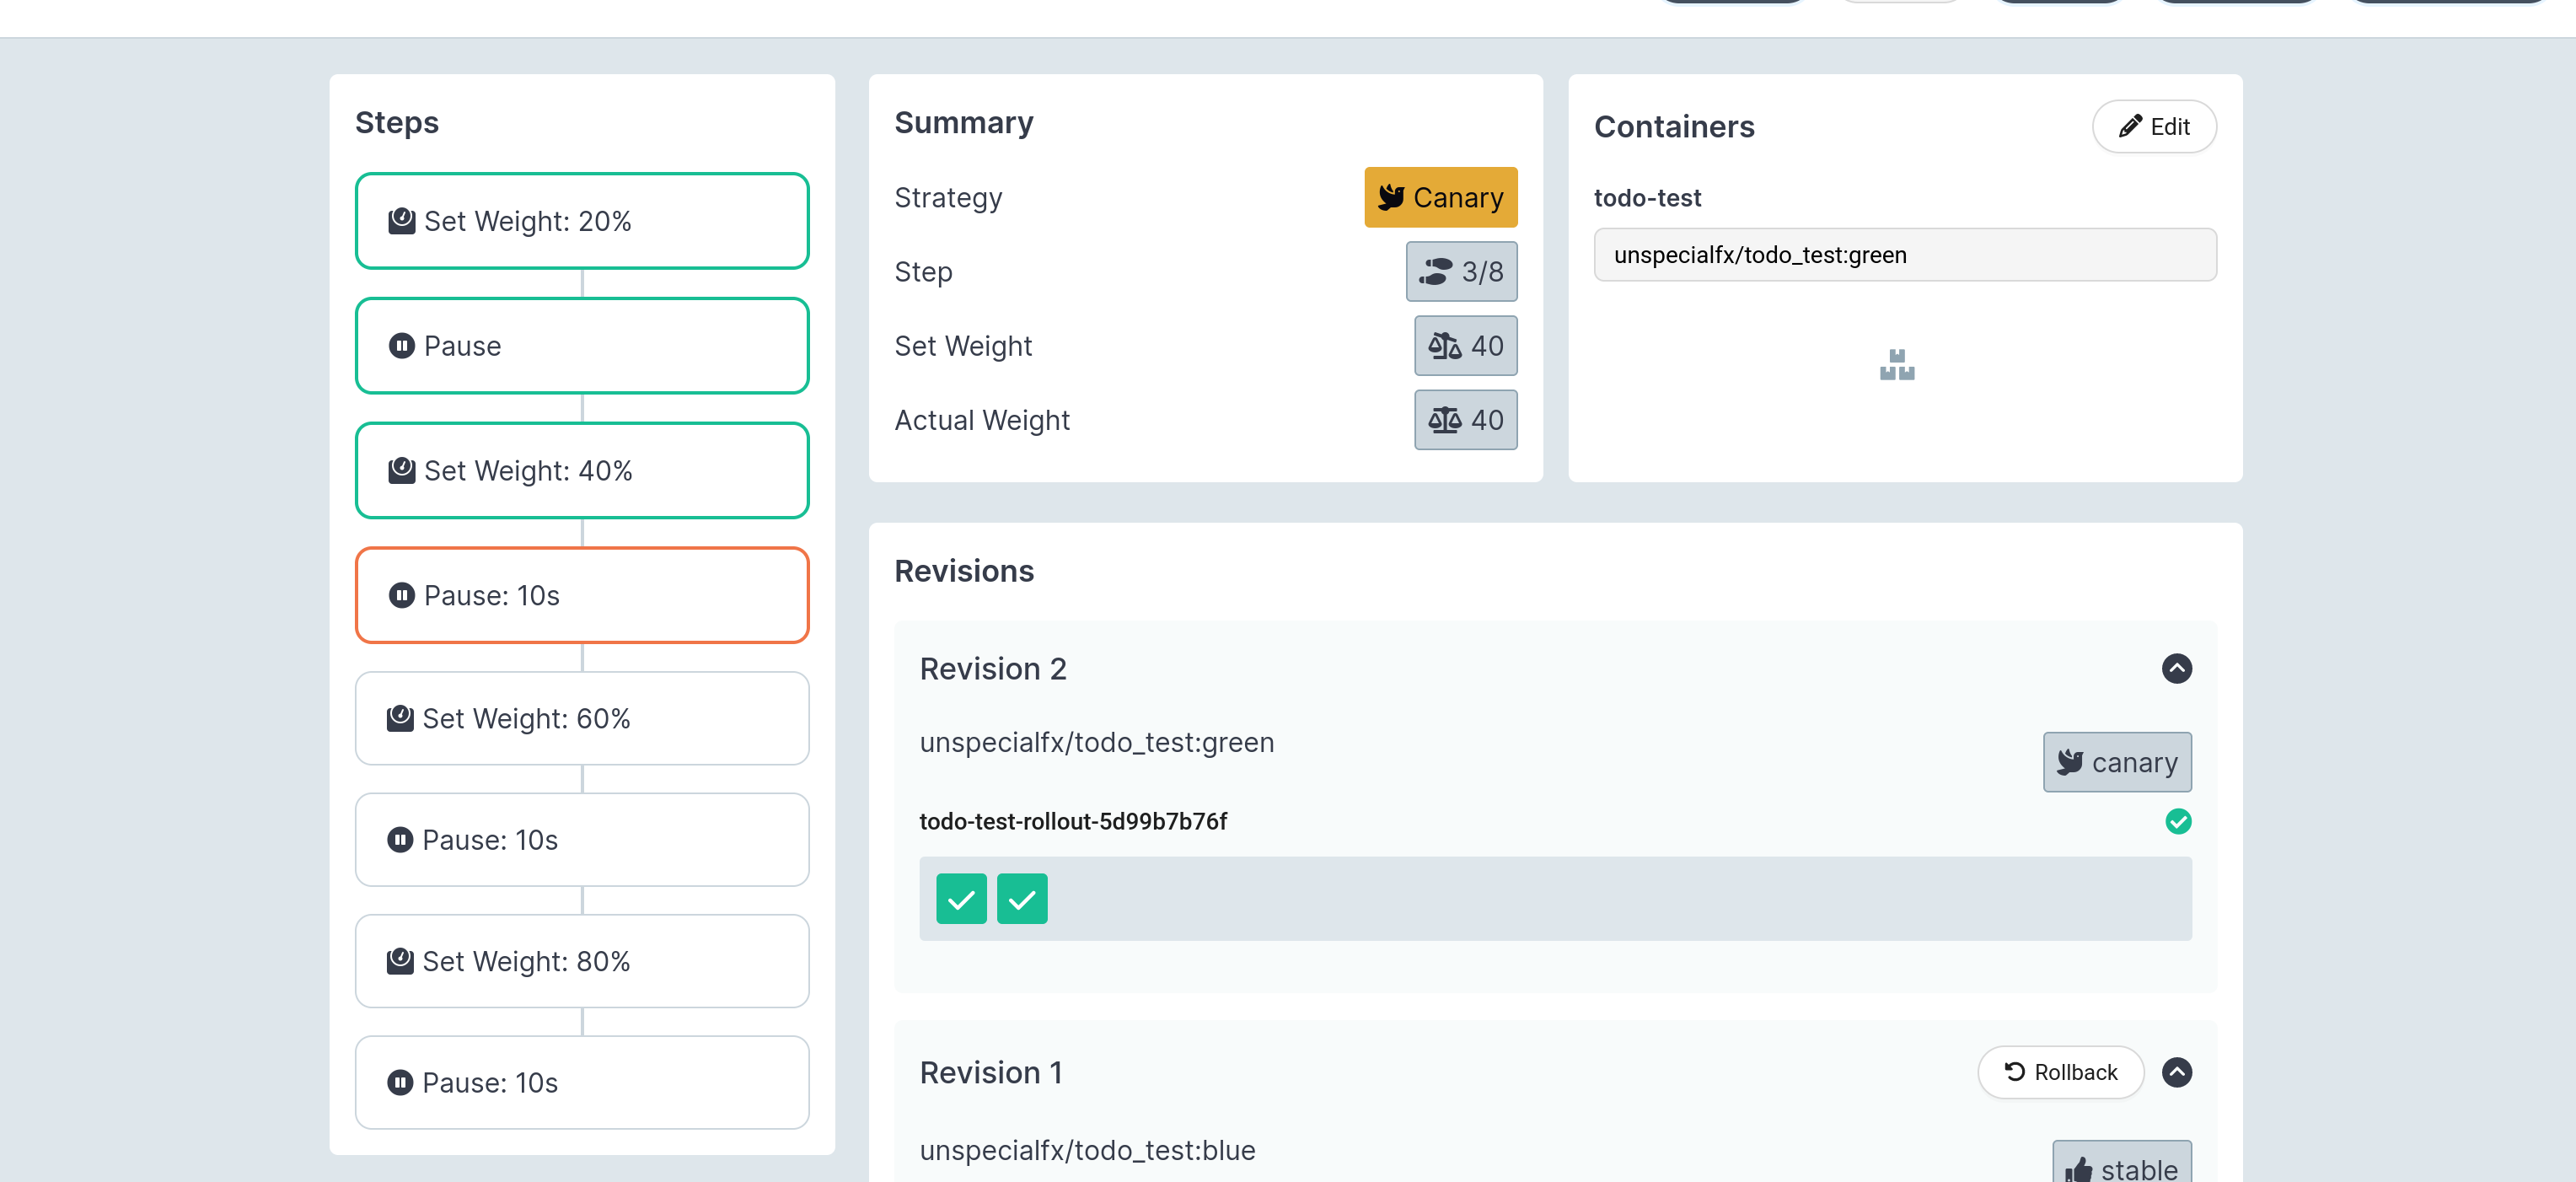 Steps
Set Weight: 20%
Pause
Set Weight: 40%
Pause: 10s
Set Weight: 60%
Pause: 10s
Set Weight: 80%
Pause: 10s
Summary
Strategy
Canary
Step
3/8
Set Weight
40
Actual Weight
40
Containers
Edit
todo-test
unspecialfx/todo_test:green
Revisions
Revision 2
unspecialfx/todo_test:green
canary
todo-test-rollout-5d99b7b76f
Revision 1
Rollback
unspecialfx/todo_test:blue
stable